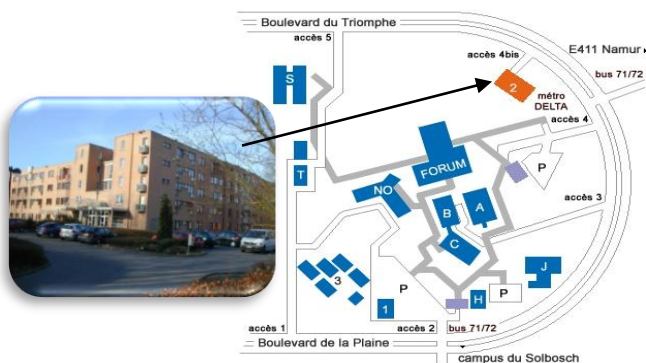 Boulevard du Triomphe
accès 5
accès 4bis
E411 Namur
bus 71/72
S
2
métro
DELTA
accès 4
FORUM
P
T
NO
accès 3
B
A
C
3
P
J
1
H
P
accès 1
accès 2
bus 71/72
Boulevard de la Plaine
campus du Solbosch